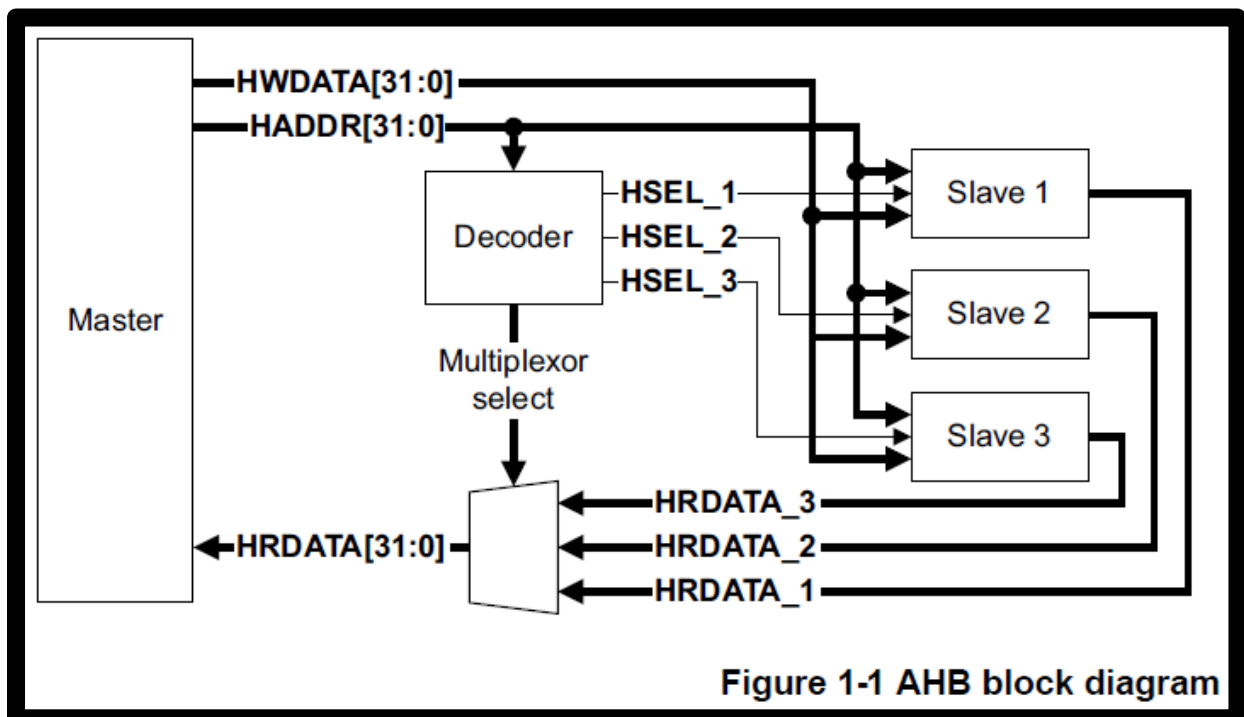 HWDATA[31:0]
HADDR[31:0]
Master
Decoder
HSEL_1
HSEL_2
HSEL_3
Slave 1
Slave 2
Slave 3
Multiplexor
select
HRDATA_3
HRDATA[31:0]
HRDATA_2
HRDATA_1
Figure 1-1 AHB block diagram